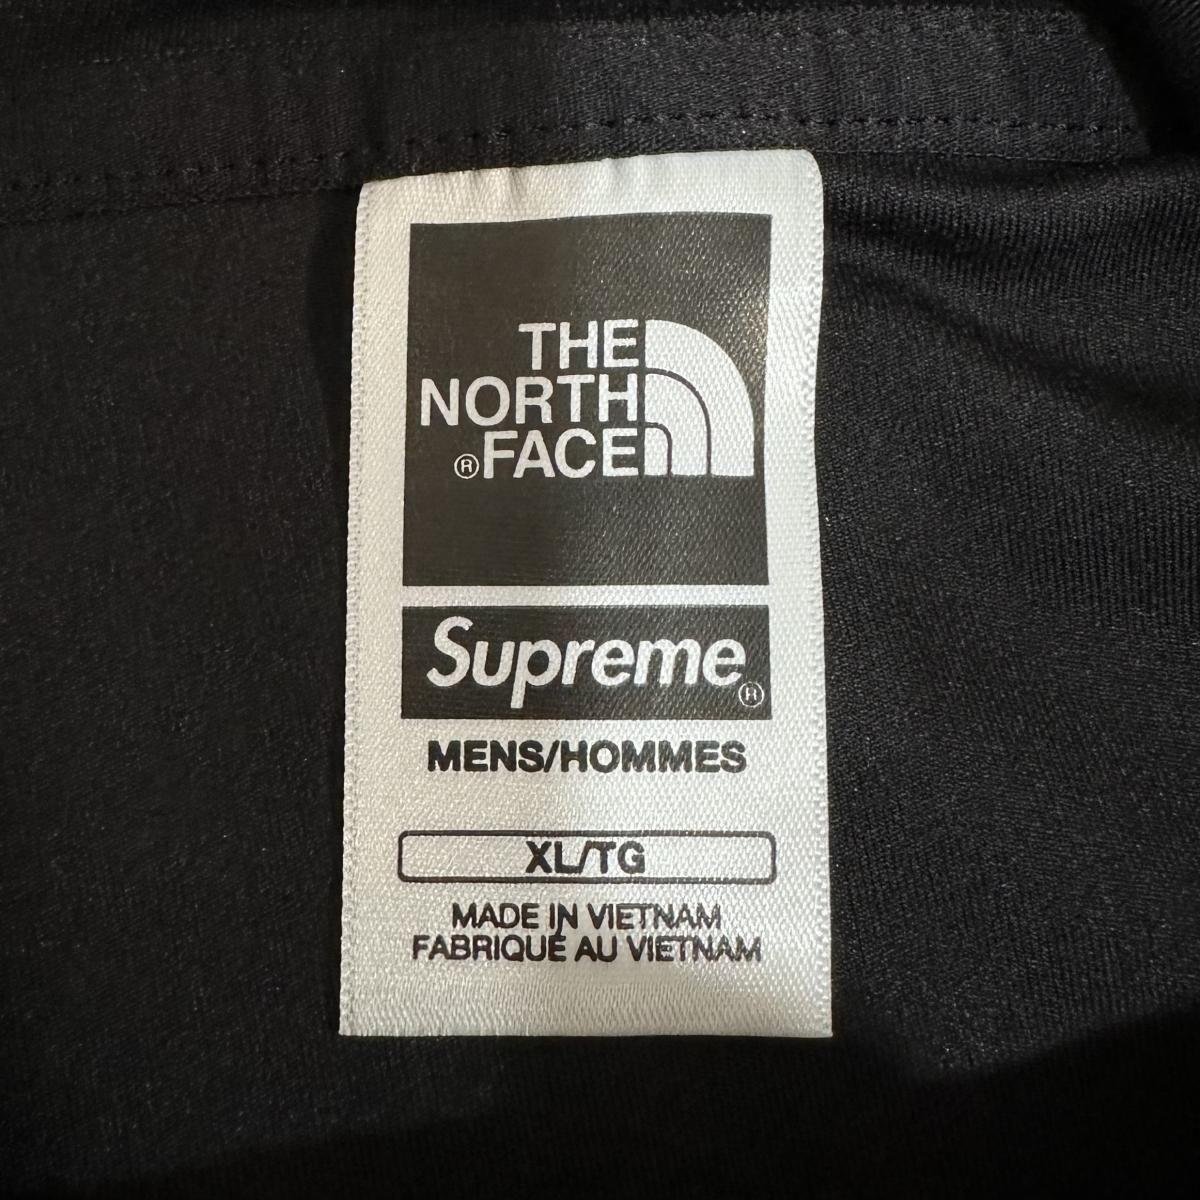 THE
NORTH
®FACE
Supreme®
MENS/HOMMES
XL/TG
MADE IN VIETNAM
FABRIQUÉ AU VIETNAM